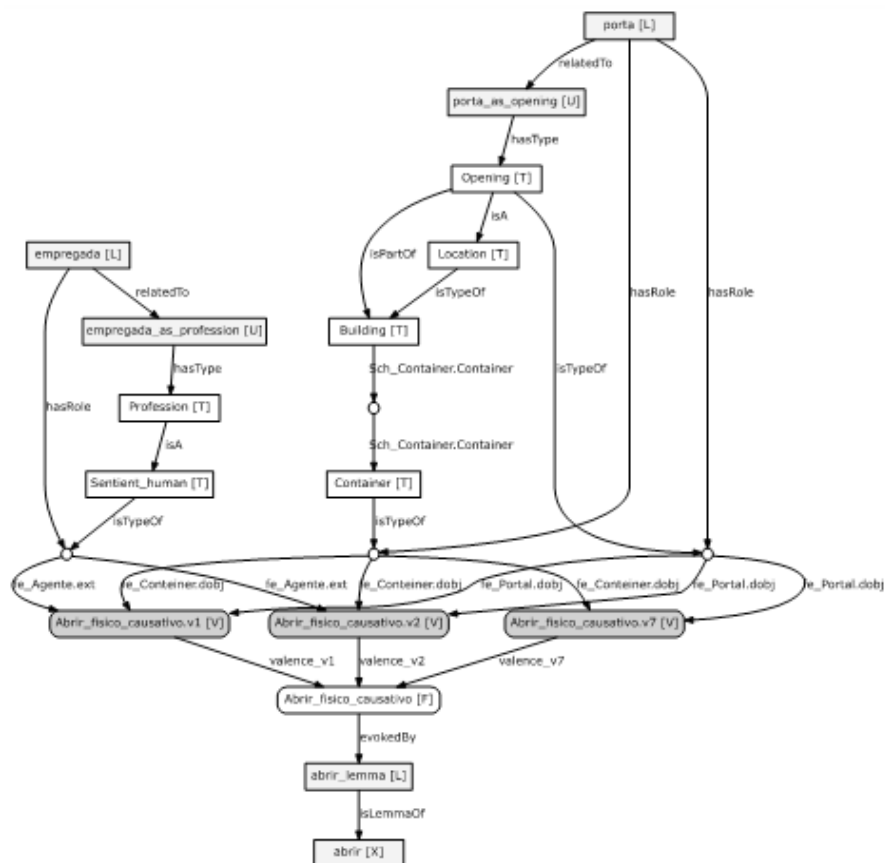 porta [L]
relatedTo
porta_as_opening [U]
hasType
Opening [T]
isA
empregada [L]
isPartOf
Location [T]
relatedTo
isTypeOf
hasRole
hasRole
empregada_as_profession [U]
Building [T]
hasType
Sch_Container.Container
isTypeOf
hasRole
Profession [T]
isA
Sch_Container.Container
Sentient_human [T]
Container [T]
isTypeOf
isTypeOf
fe_Agente.ext
fe_Conteiner.dobj
fe_Agente.ext
fe_Conteiner.dobj
fe_Portal.dobj
fe_Conteiner.dobj
fe_Portal.dobj
fe_Portal.dobj
Abrir_fisico_causativo.v1 [V]
Abrir_fisico_causativo.v2 [V]
Abrir_fisico_causativo.v7 [V]
valence_v1
valence_v2
valence_v7
Abrir_fisico_causativo [F]
evokedBy
abrir_lemma [L]
isLemmaOf
abrir [X]